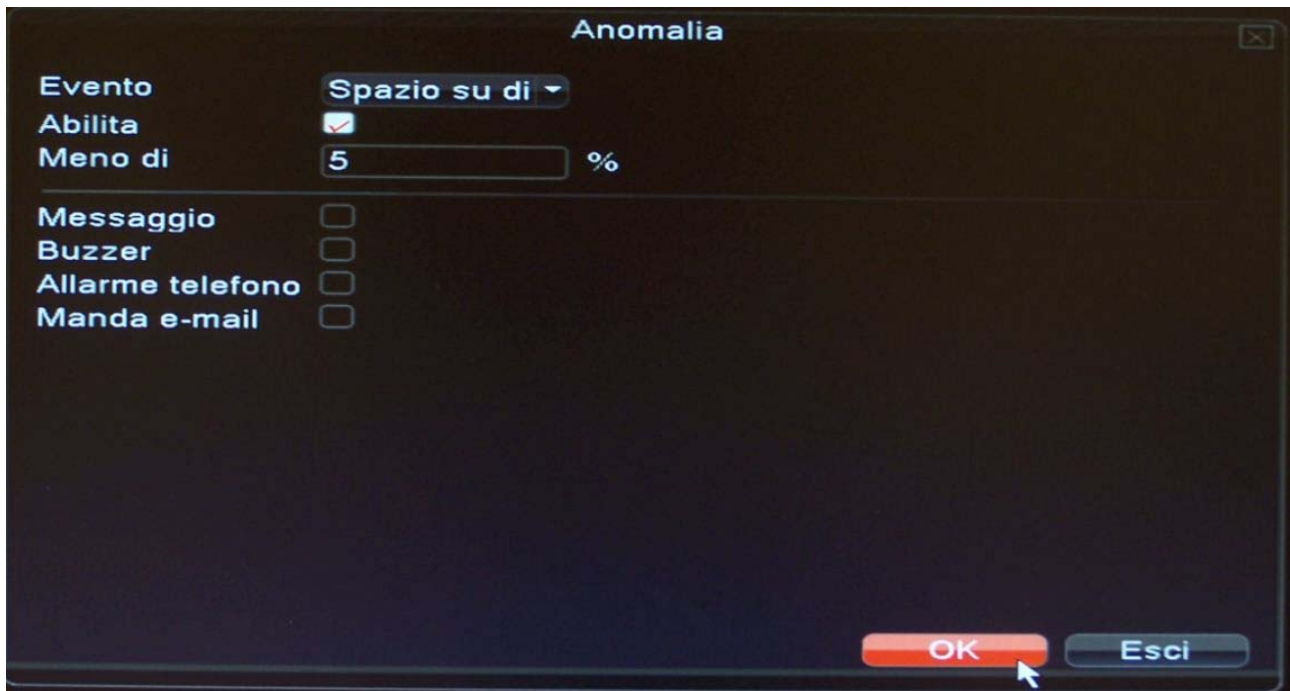 Anomalia
Evento Spazio su di
Abilita
Meno di 5 %
Messaggio
Buzzer
Allarme telefono
Manda e-mail
OK Esci